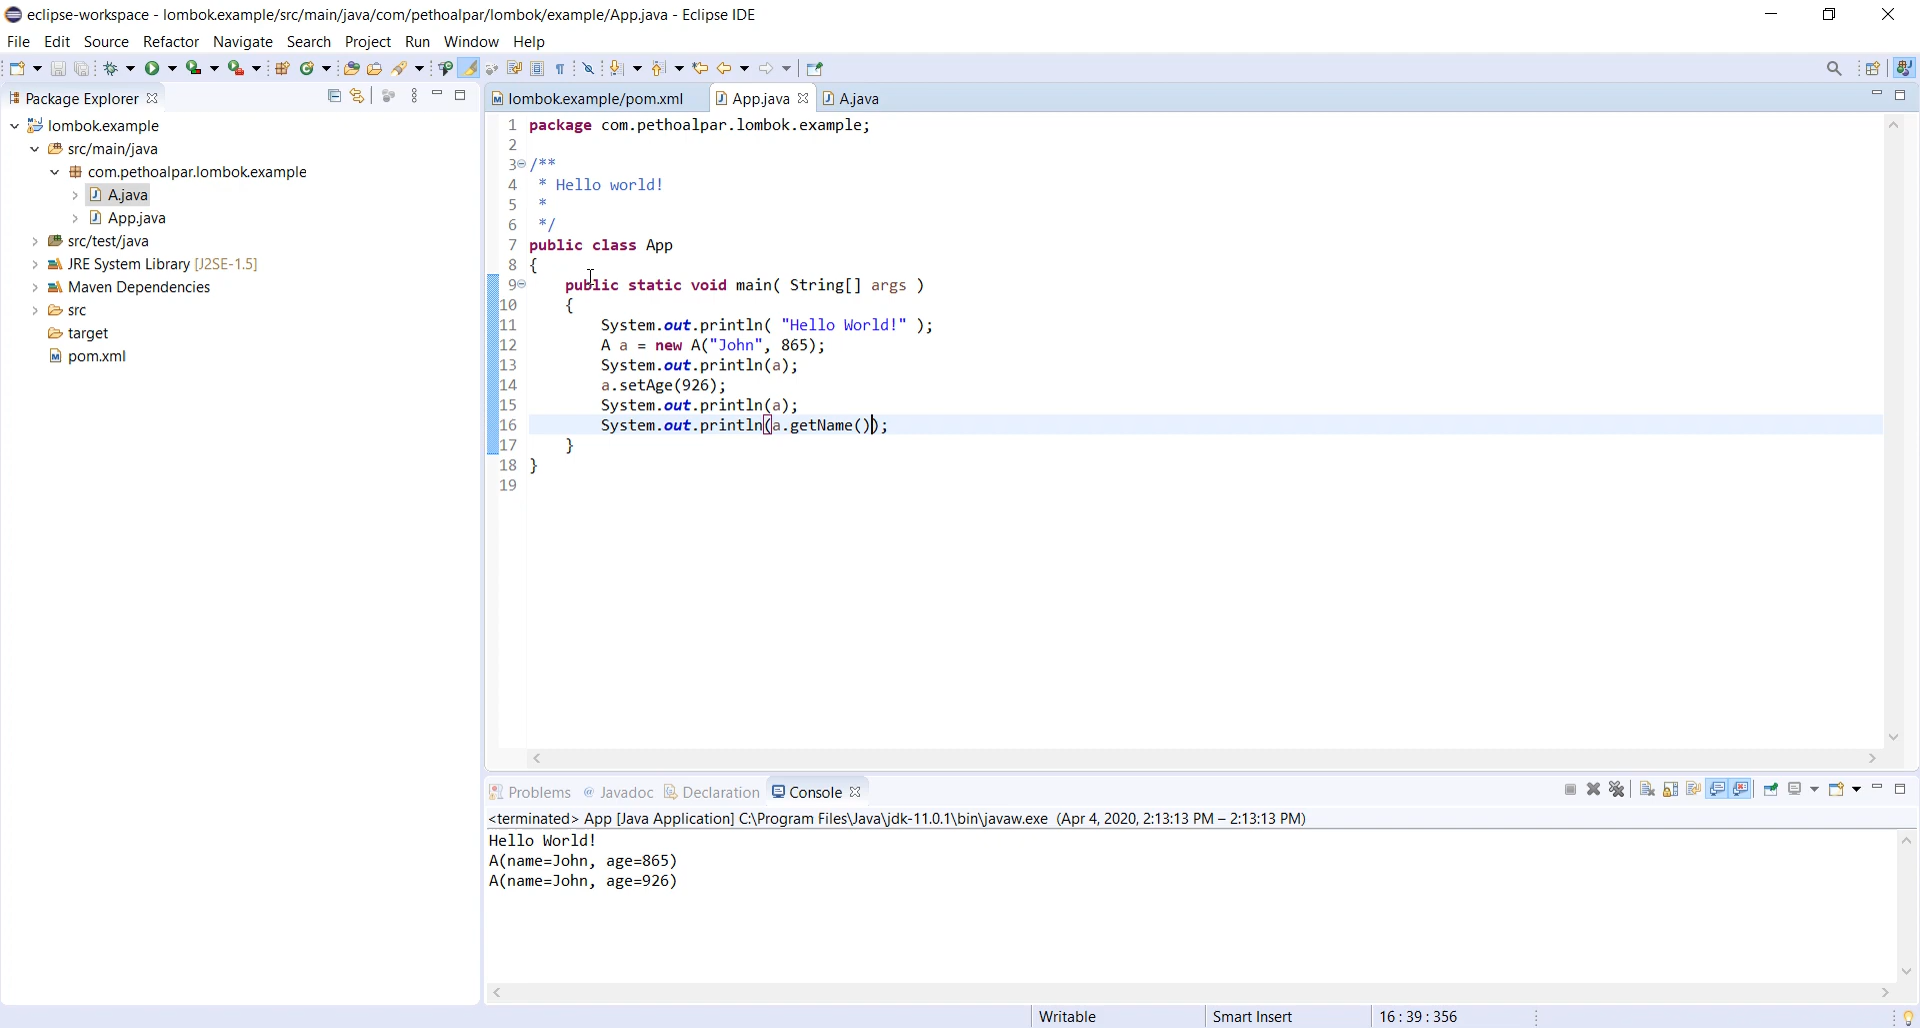 eclipse-workspace - lombok.example/src/main/java/com/pethoalpar/lombok/example/App.java - Eclipse IDE
File Edit Source Refactor Navigate Search Project Run Window Help
Package Explorer
lombok.example
src/main/java
com.pethoalpar.lombok.example
A.java
App.java
src/test/java
JRE System Library [J2SE-1.5]
Maven Dependencies
src
target
pom.xml
lombok.example/pom.xml App.java A.java
1 package com.pethoalpar.lombok.example;
2
3 /**
4 * Hello world!
5 *
6 */
7 public class App
8 {
9 public static void main( String[] args )
10 {
11 System.out.println( "Hello World!" );
12 A a = new A("John", 865);
13 System.out.println(a);
14 a.setAge(926);
15 System.out.println(a);
16 System.out.println(a.getName());
17 }
18 }
19
Problems @ Javadoc Declaration Console
<terminated> App [Java Application] C:\Program Files\Java\jdk-11.0.1\bin\javaw.exe (Apr 4, 2020, 2:13:13 PM – 2:13:13 PM)
Hello World!
A(name=John, age=865)
A(name=John, age=926)
Writable Smart Insert 16 : 39 : 356